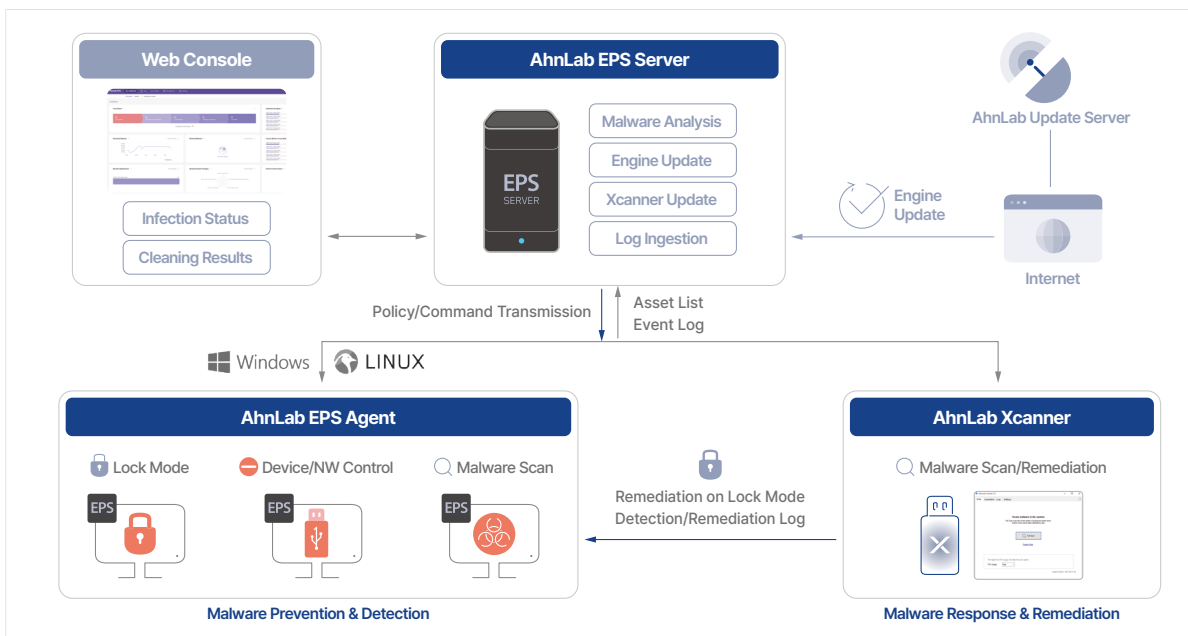 Web Console
Infection Status
Cleaning Results
AhnLab EPS Server
EPS
SERVER
Malware Analysis
Engine Update
Xcanner Update
Log Ingestion
AhnLab Update Server
Engine
Update
Internet
Policy/Command Transmission
Asset List
Event Log
Windows
LINUX
AhnLab EPS Agent
Lock Mode
Device/NW Control
Malware Scan
EPS
EPS
EPS
Malware Prevention & Detection
Remediation on Lock Mode
Detection/Remediation Log
AhnLab Xcanner
Malware Scan/Remediation
X
Malware Response & Remediation